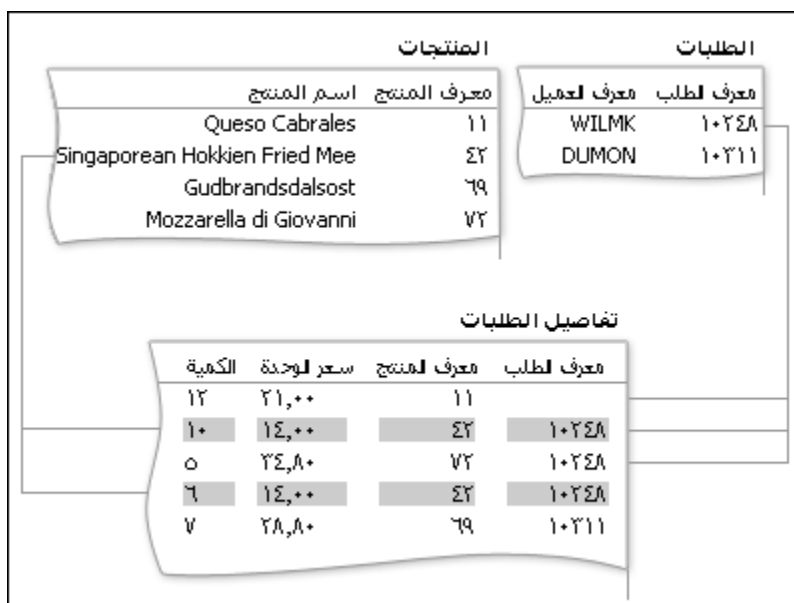 الطلبات
معرف الطلب معرف العميل
١٠٢٤٨ WILMK
١٠٣١١ DUMON
المنتجات
معرف المنتج اسم المنتج
١١ Queso Cabrales
٤٢ Singaporean Hokkien Fried Mee
٦٩ Gudbrandsdalsost
٧٢ Mozzarella di Giovanni
تفاصيل الطلبات
معرف الطلب معرف المنتج سعر الوحدة الكمية
١١ ٢١,٠٠ ١٢
١٠٢٤٨ ٤٢ ١٤,٠٠ ١٠
١٠٢٤٨ ٧٢ ٣٤,٨٠ ٥
١٠٢٤٨ ٤٢ ١٤,٠٠ ٦
١٠٣١١ ٦٩ ٢٨,٨٠ ٧